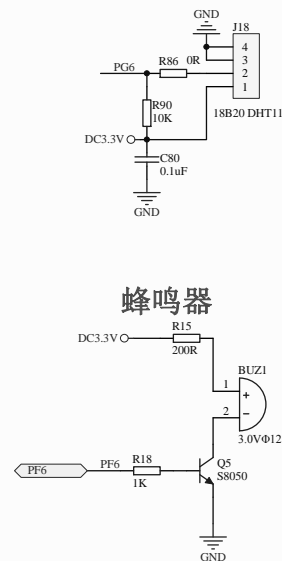 GND
J18
4
3
PG6 R86 0R 2
1
R90
10K
18B20 DHT11
DC3.3V
C80
0.1uF
GND
蜂鸣器
R15
DC3.3V
200R
BUZ1
1 +
2 −
3.0VΦ12
PF6 PF6 R18
1K
Q5
S8050
GND